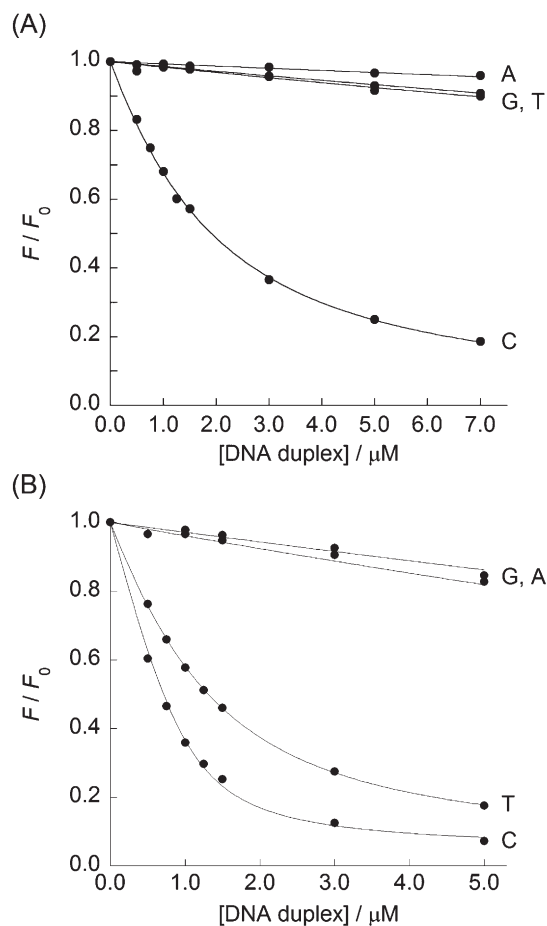 (A)
1.0
0.8
0.6
0.4
0.2
0.0
F / F0
A
G, T
C
0.0 1.0 2.0 3.0 4.0 5.0 6.0 7.0
[DNA duplex] / μM
(B)
1.0
0.8
0.6
0.4
0.2
0.0
F / F0
G, A
T
C
0.0 1.0 2.0 3.0 4.0 5.0
[DNA duplex] / μM